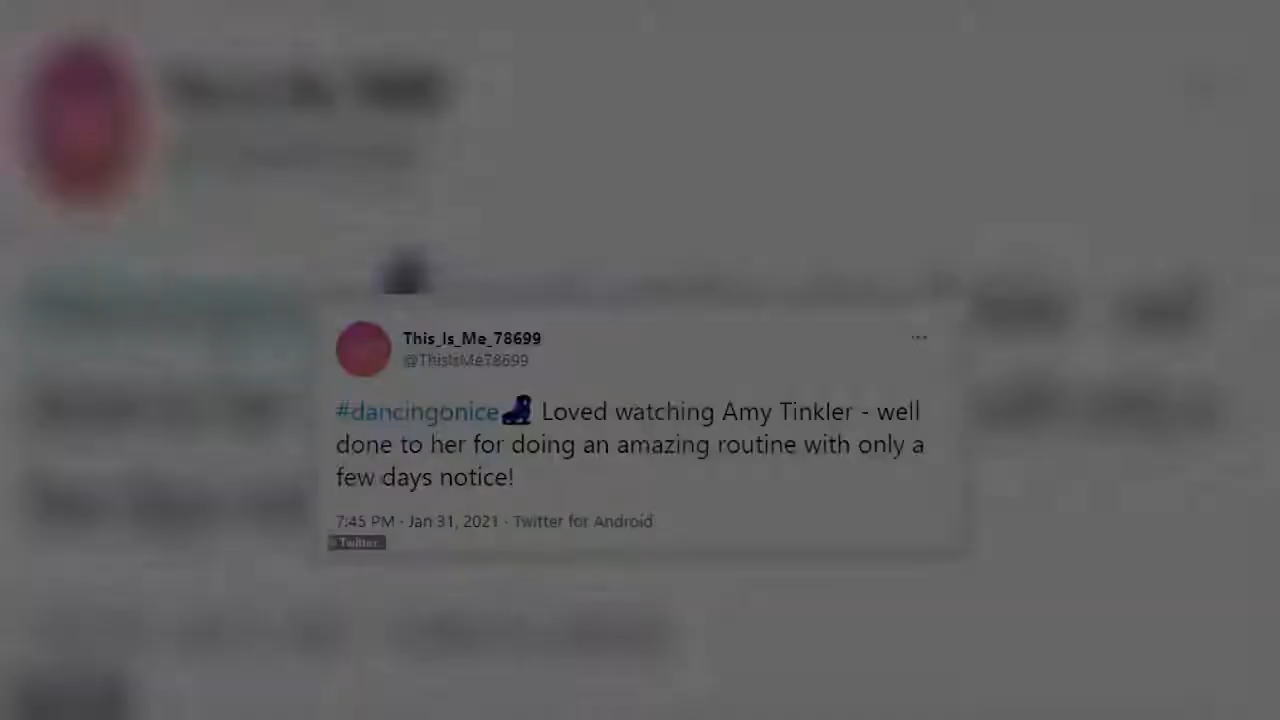 This_Is_Me_78699
@ThisIsMe78699
#dancingonice⛸ Loved watching Amy Tinkler - well
done to her for doing an amazing routine with only a
few days notice!
7:45 PM · Jan 31, 2021 · Twitter for Android
Twitter